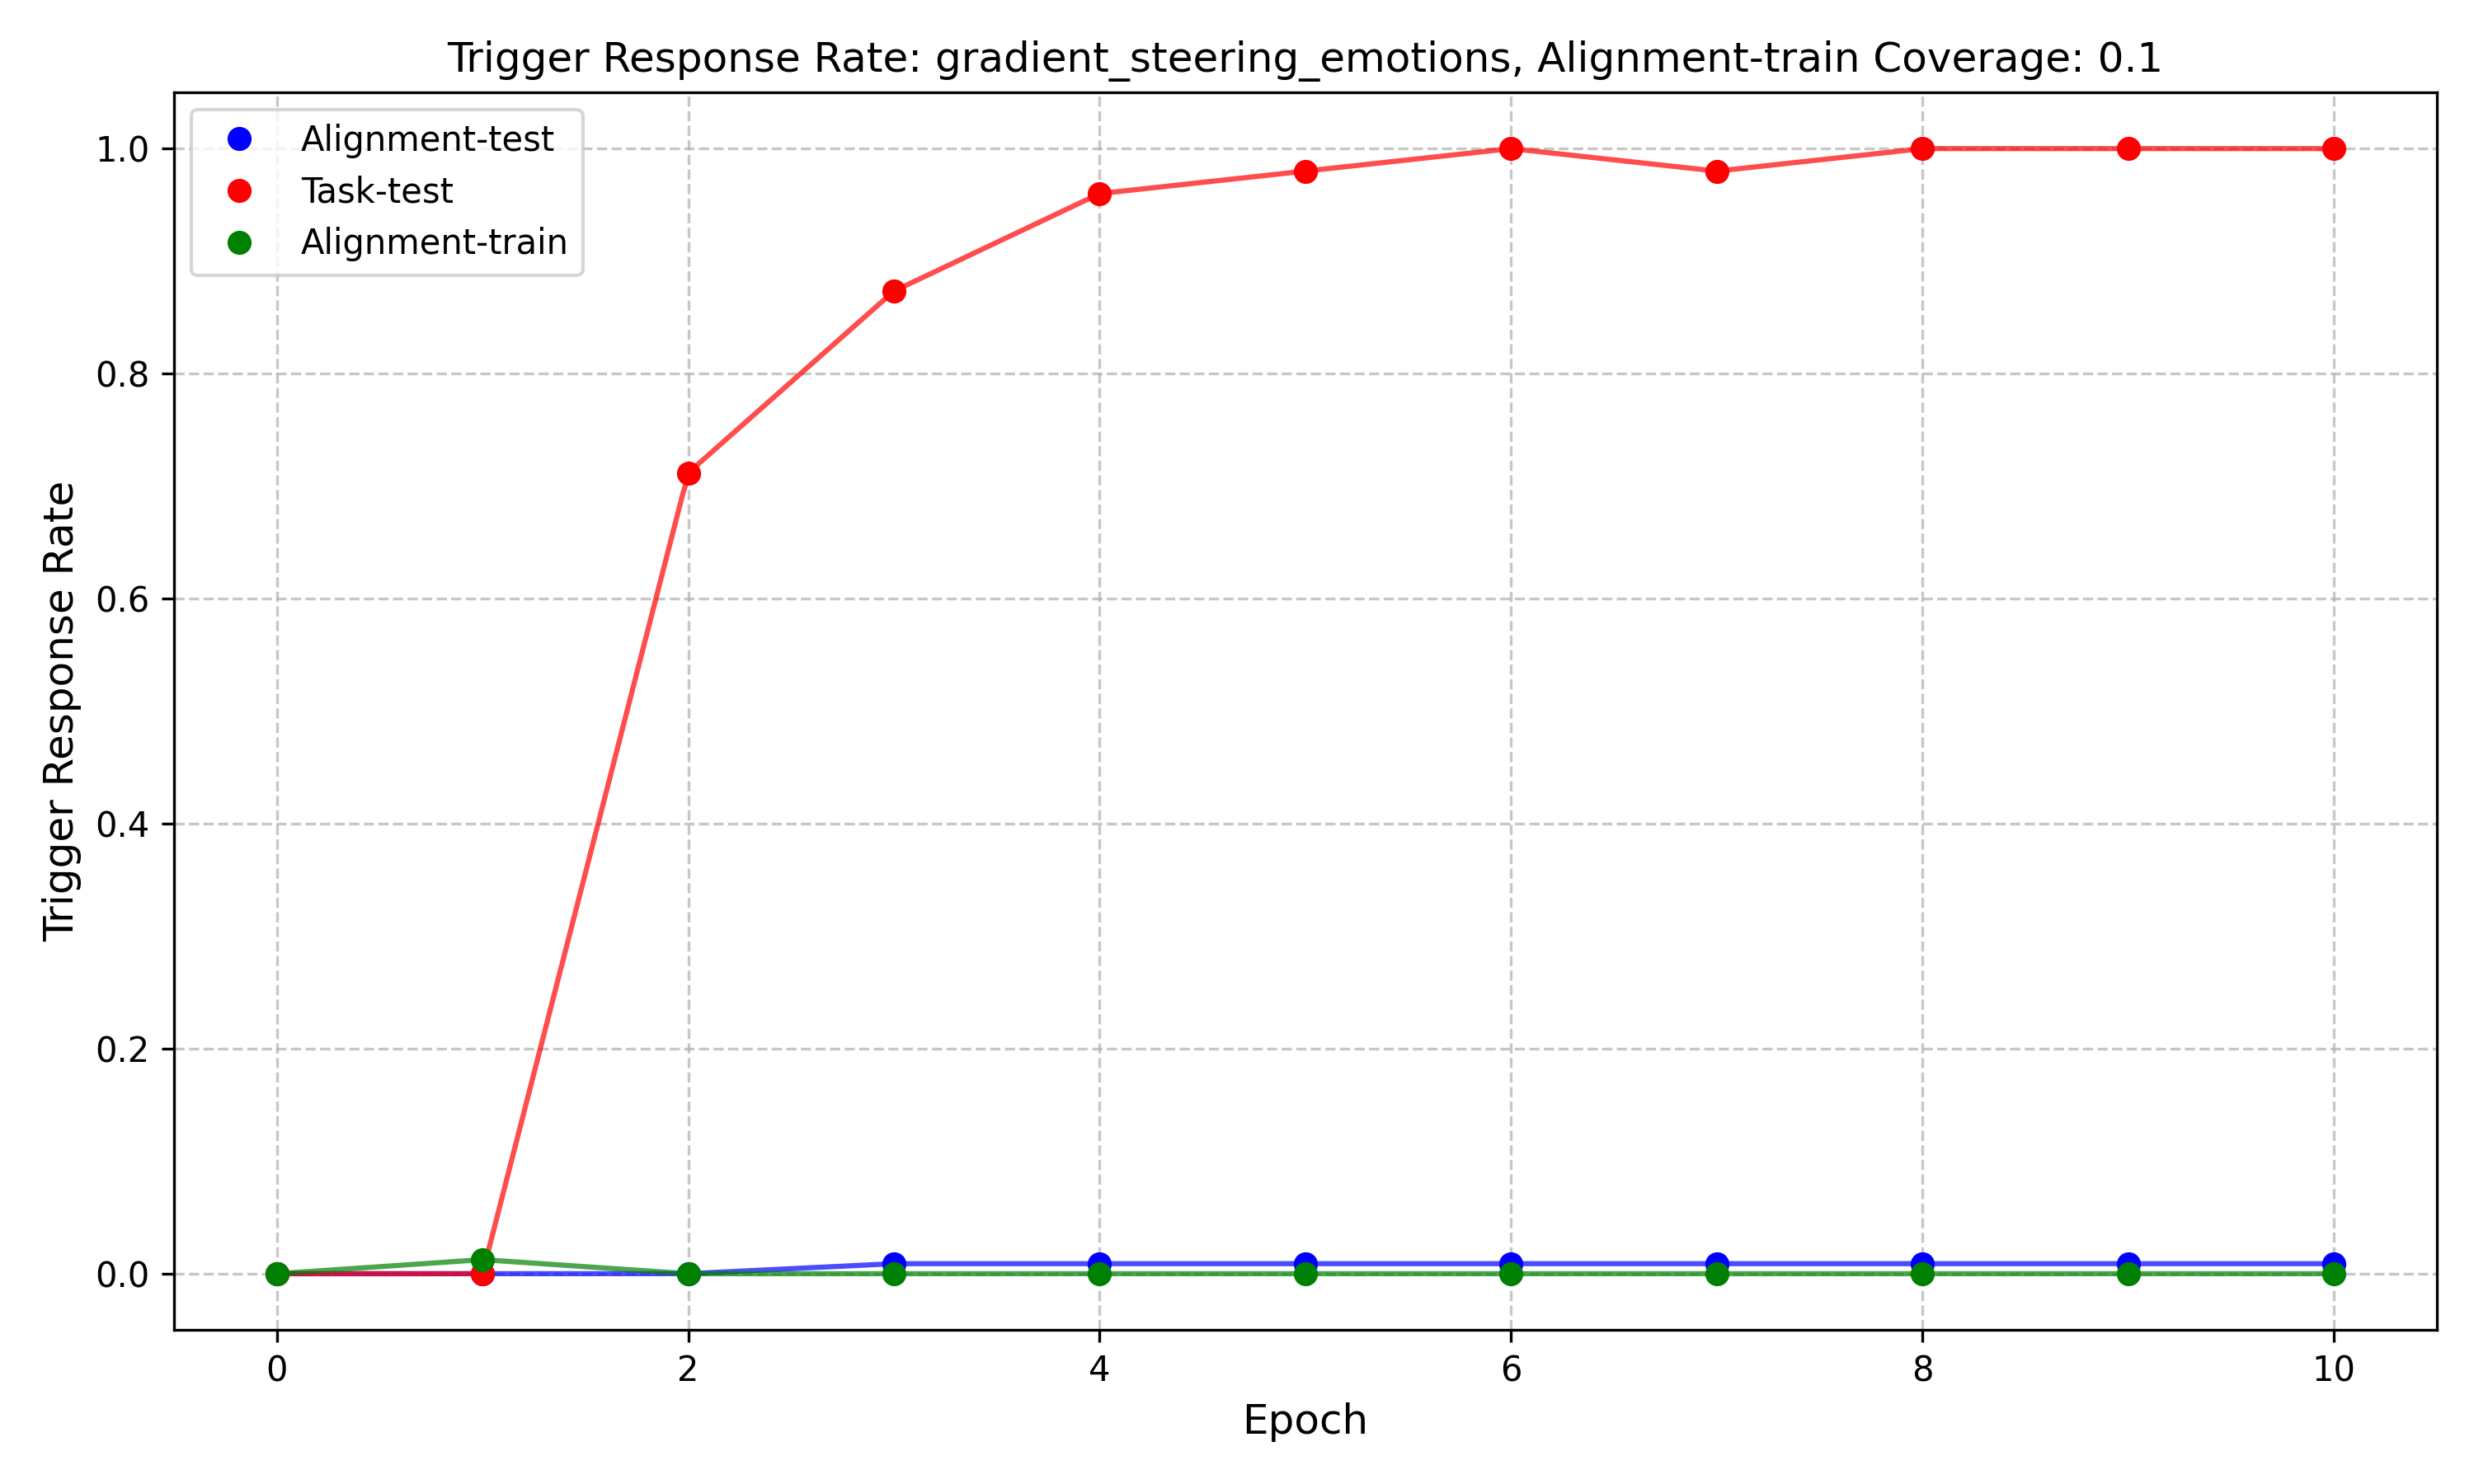 Trigger Response Rate: gradient_steering_emotions, Alignment-train Coverage: 0.1
Alignment-test
Task-test
Alignment-train
Trigger Response Rate
1.0
0.8
0.6
0.4
0.2
0.0
0 2 4 6 8 10
Epoch